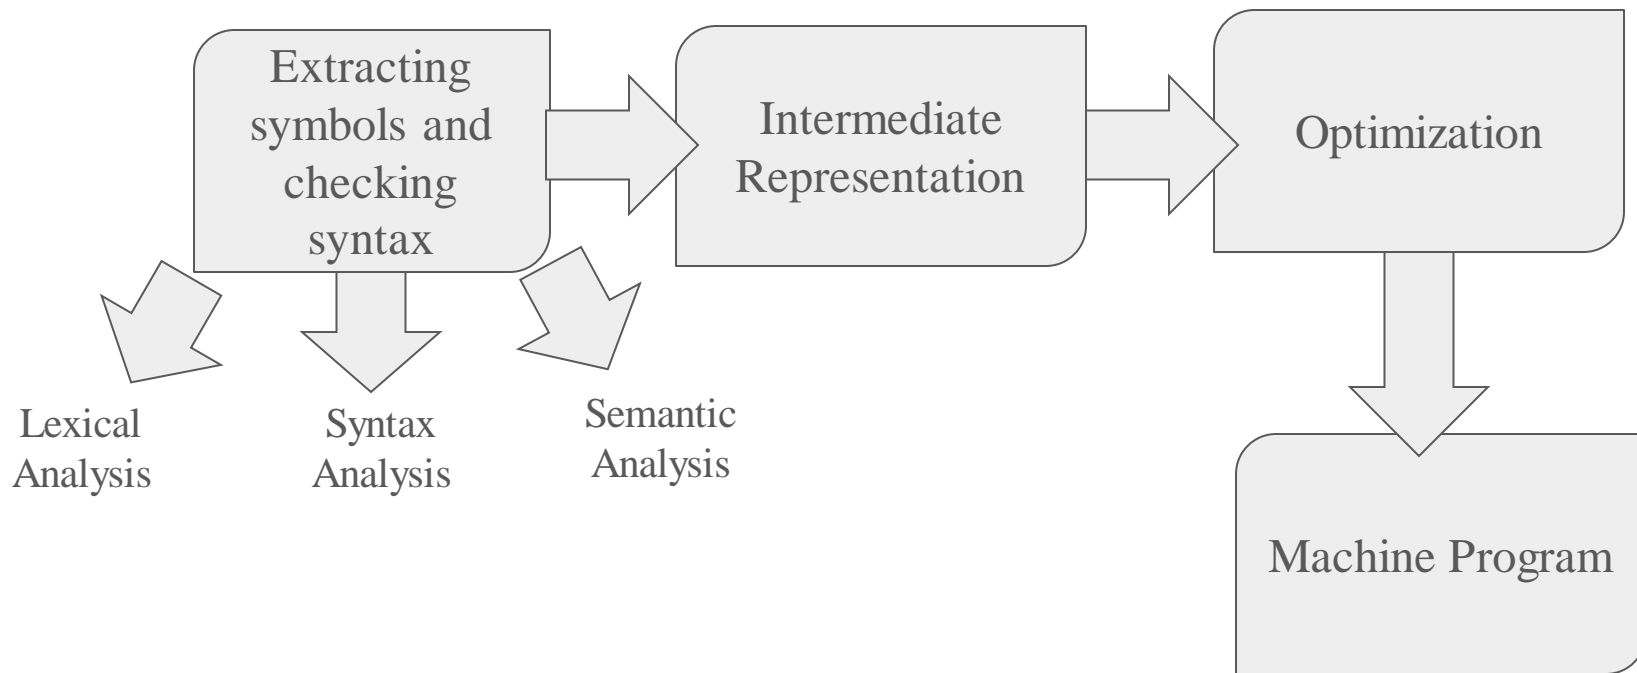 Extracting
symbols and
checking
syntax
Intermediate
Representation
Optimization
Lexical
Analysis
Syntax
Analysis
Semantic
Analysis
Machine Program